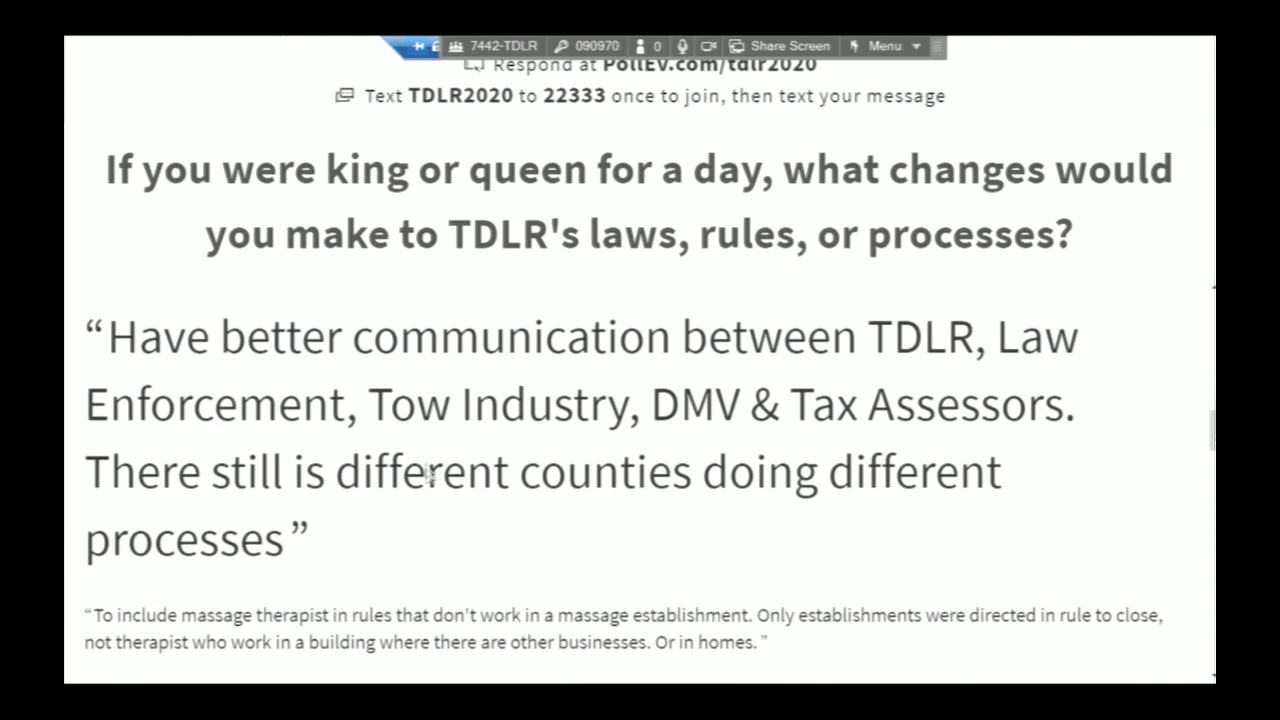 7442-TDLR 090970 0 Share Screen Menu
Respond at PollEv.com/tdlr2020
Text TDLR2020 to 22333 once to join, then text your message
If you were king or queen for a day, what changes would
you make to TDLR's laws, rules, or processes?
“Have better communication between TDLR, Law
Enforcement, Tow Industry, DMV & Tax Assessors.
There still is different counties doing different
processes”
“To include massage therapist in rules that don't work in a massage establishment. Only establishments were directed in rule to close,
not therapist who work in a building where there are other businesses. Or in homes. ”